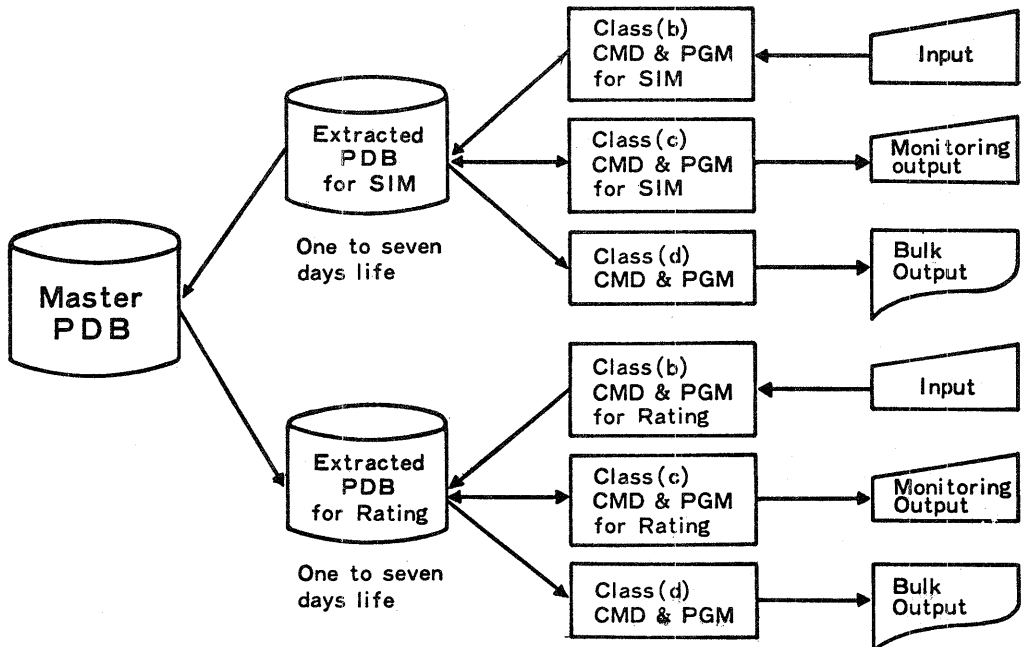 Master
PDB
Extracted
PDB
for SIM
One to seven
days life
Class(b)
CMD & PGM
for SIM
Input
Class(c)
CMD & PGM
for SIM
Monitoring
output
Class(d)
CMD & PGM
Bulk
Output
Extracted
PDB
for Rating
One to seven
days life
Class(b)
CMD & PGM
for Rating
Input
Class(c)
CMD & PGM
for Rating
Monitoring
Output
Class(d)
CMD & PGM
Bulk
Output